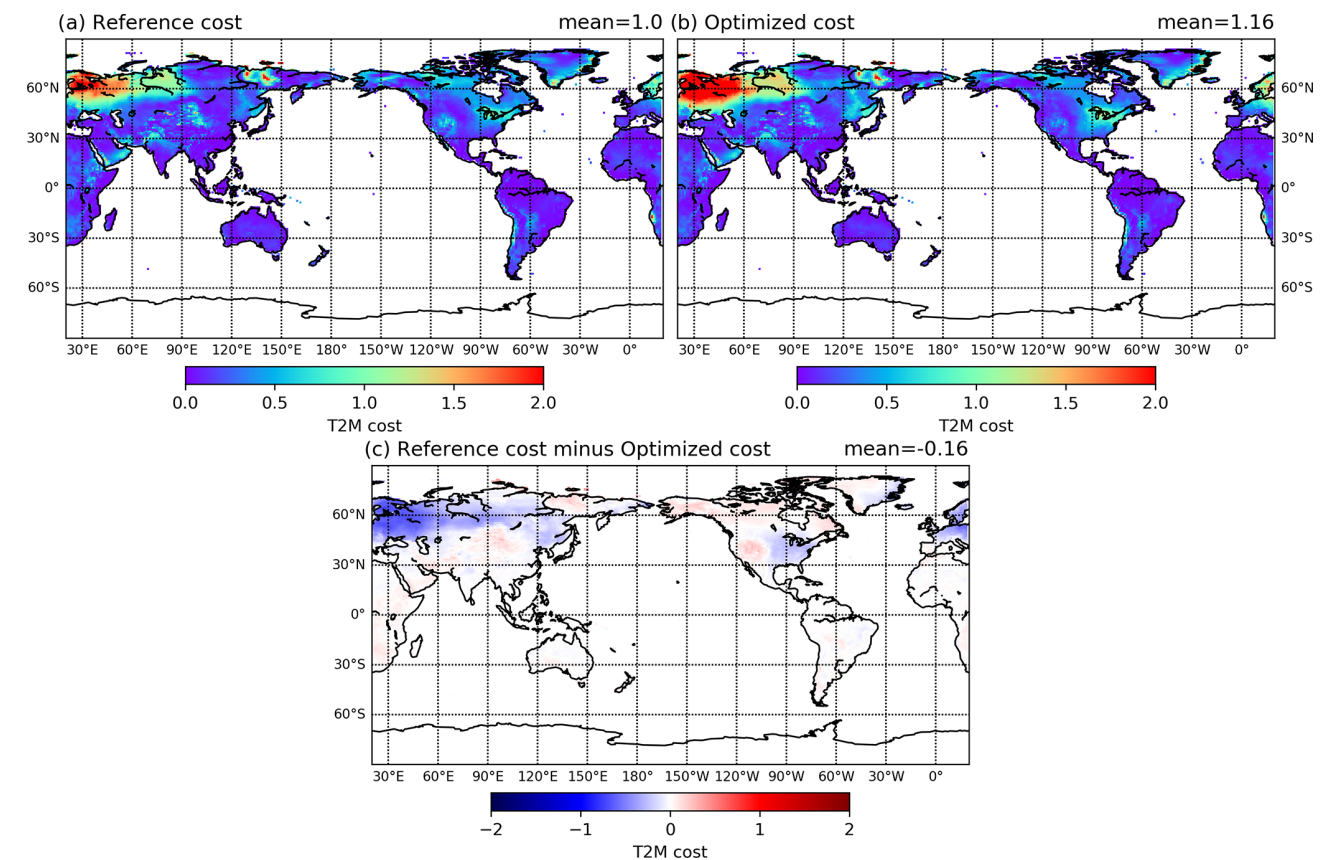 (a) Reference cost mean=1.0 (b) Optimized cost mean=1.16
60°N 60°N
30°N 30°N
0° 0°
30°S 30°S
60°S 60°S
30°E 60°E 90°E 120°E 150°E 180° 150°W 120°W 90°W 60°W 30°W 0° 30°E 60°E 90°E 120°E 150°E 180° 150°W 120°W 90°W 60°W 30°W 0°
0.0 0.5 1.0 1.5 2.0 0.0 0.5 1.0 1.5 2.0
T2M cost T2M cost
(c) Reference cost minus Optimized cost mean=-0.16
60°N
30°N
0°
30°S
60°S
30°E 60°E 90°E 120°E 150°E 180° 150°W 120°W 90°W 60°W 30°W 0°
−2 −1 0 1 2
T2M cost